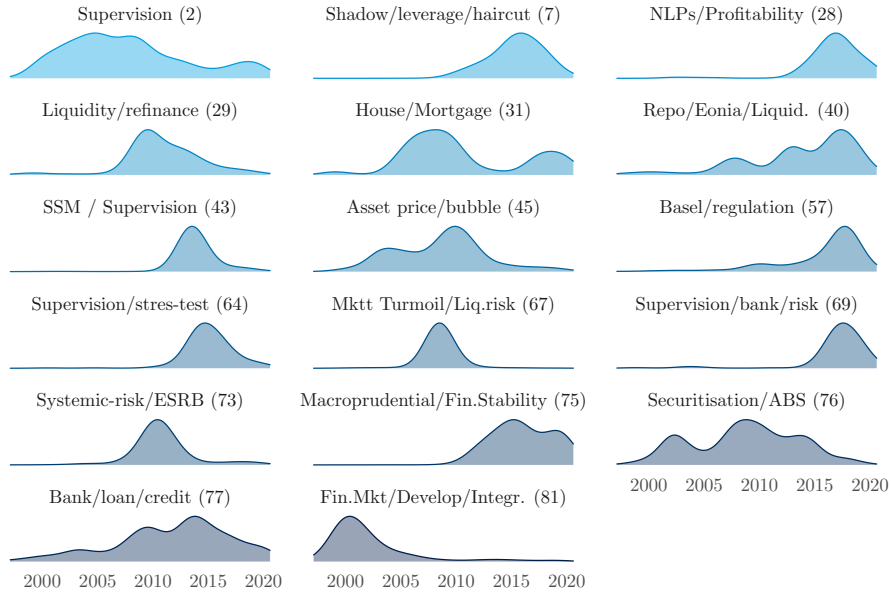 Supervision (2)
Shadow/leverage/haircut (7)
NLPs/Profitability (28)
Liquidity/refinance (29)
House/Mortgage (31)
Repo/Eonia/Liquid. (40)
SSM / Supervision (43)
Asset price/bubble (45)
Basel/regulation (57)
Supervision/stres-test (64)
Mktt Turmoil/Liq.risk (67)
Supervision/bank/risk (69)
Systemic-risk/ESRB (73)
Macroprudential/Fin.Stability (75)
Securitisation/ABS (76)
2000 2005 2010 2015 2020
Bank/loan/credit (77)
Fin.Mkt/Develop/Integr. (81)
2000 2005 2010 2015 2020
2000 2005 2010 2015 2020